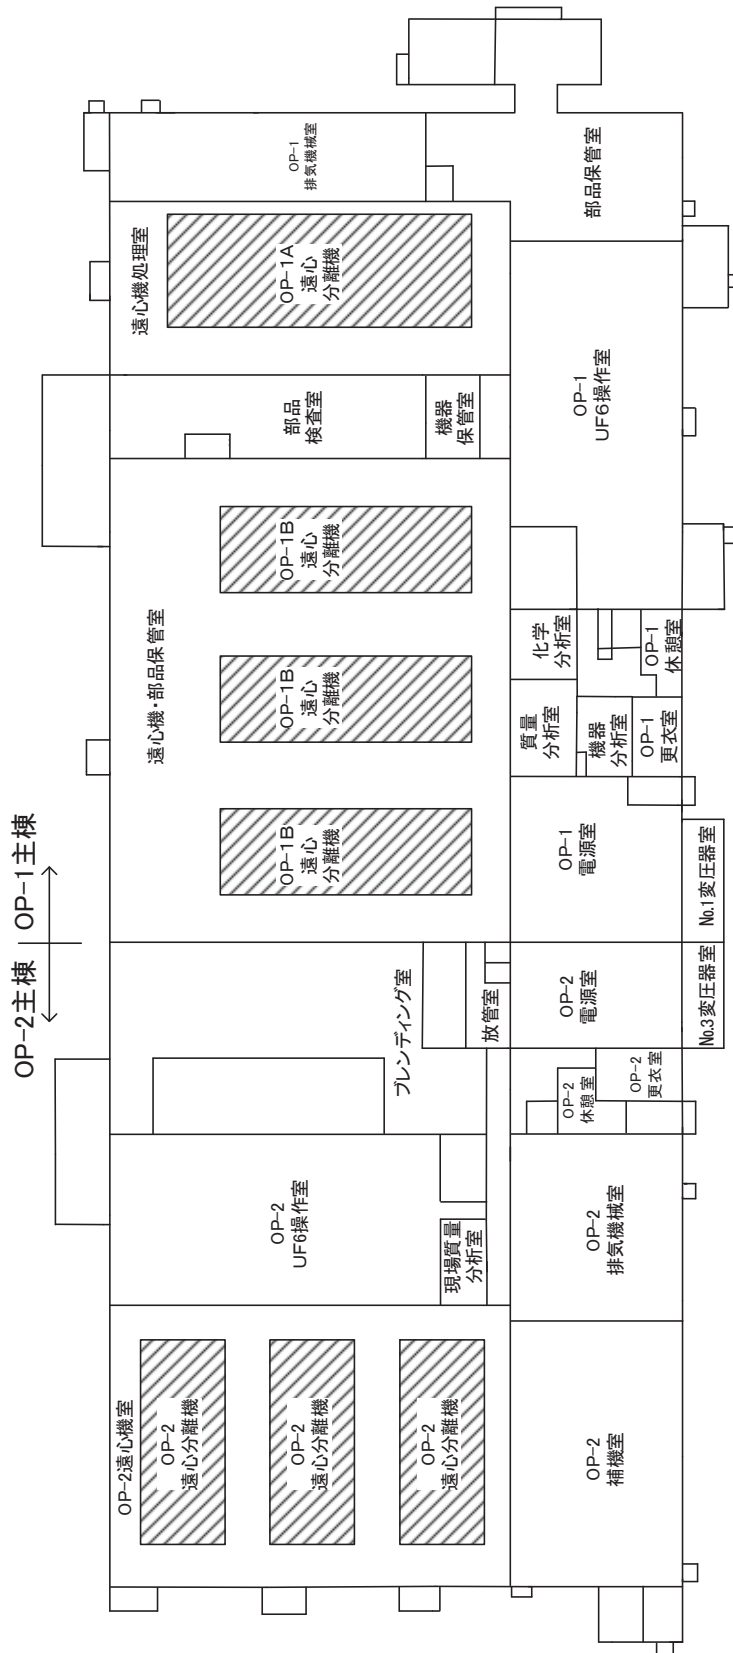 OP-2主棟
OP-1主棟
OP-2遠心機室
OP-2
遠心分離機
OP-2
遠心分離機
OP-2
遠心分離機
OP-2
UF6操作室
現場質量
分析室
ブレンディング室
放管室
遠心機・部品保管室
OP-1B
遠心
分離機
OP-1B
遠心
分離機
OP-1B
遠心
分離機
部品
検査室
機器
保管室
遠心機処理室
OP-1A
遠心
分離機
OP-1
排気機械室
OP-2
補機室
OP-2
排気機械室
OP-2
休憩室
OP-2
更衣室
OP-2
電源室
No.3変圧器室
OP-1
電源室
No.1変圧器室
質量
分析室
機器
分析室
OP-1
更衣室
化学
分析室
OP-1
休憩室
OP-1
UF6操作室
部品保管室